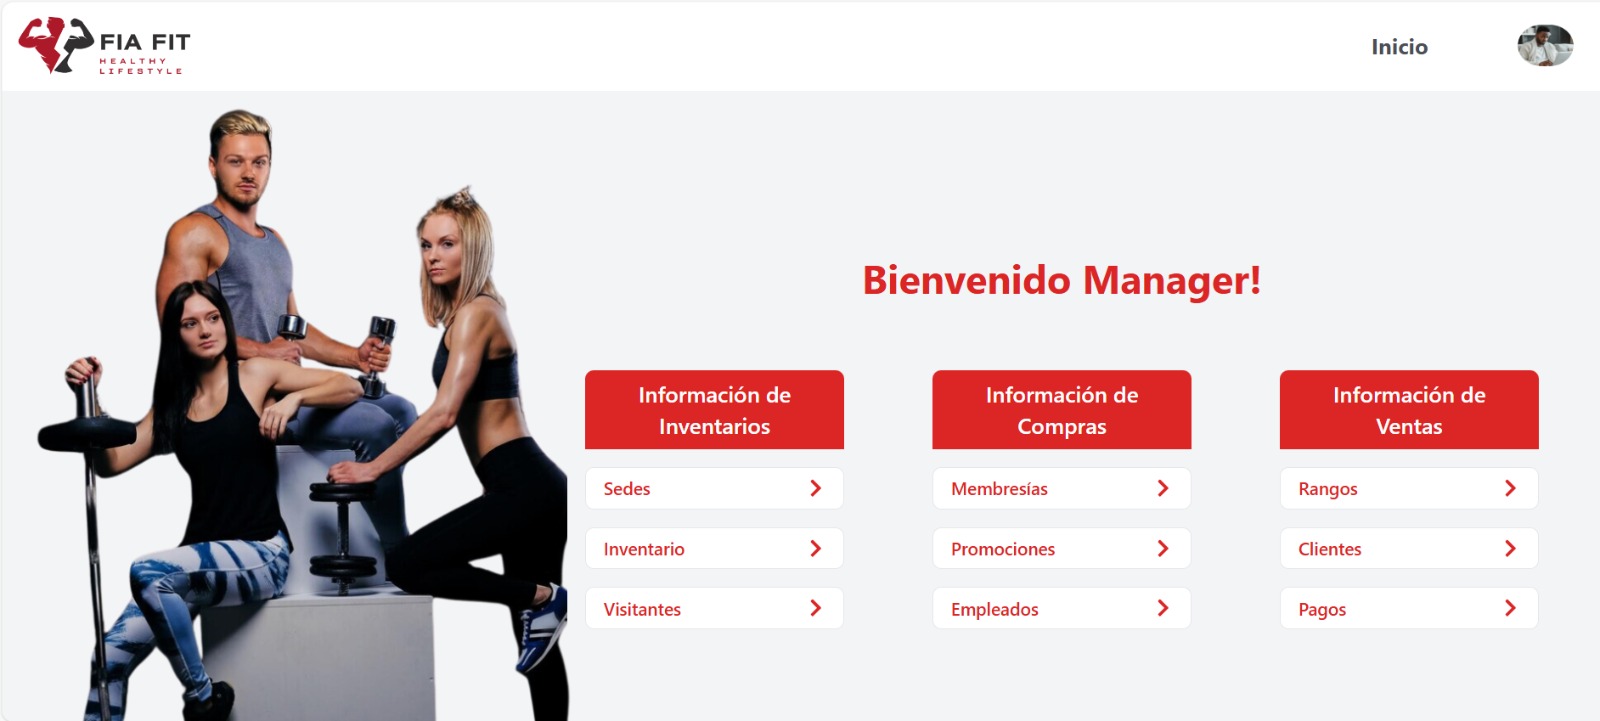 FIA FIT
HEALTHY
LIFESTYLE
Inicio
Bienvenido Manager!
Información de
Inventarios
Sedes
Inventario
Visitantes
Información de
Compras
Membresías
Promociones
Empleados
Información de
Ventas
Rangos
Clientes
Pagos